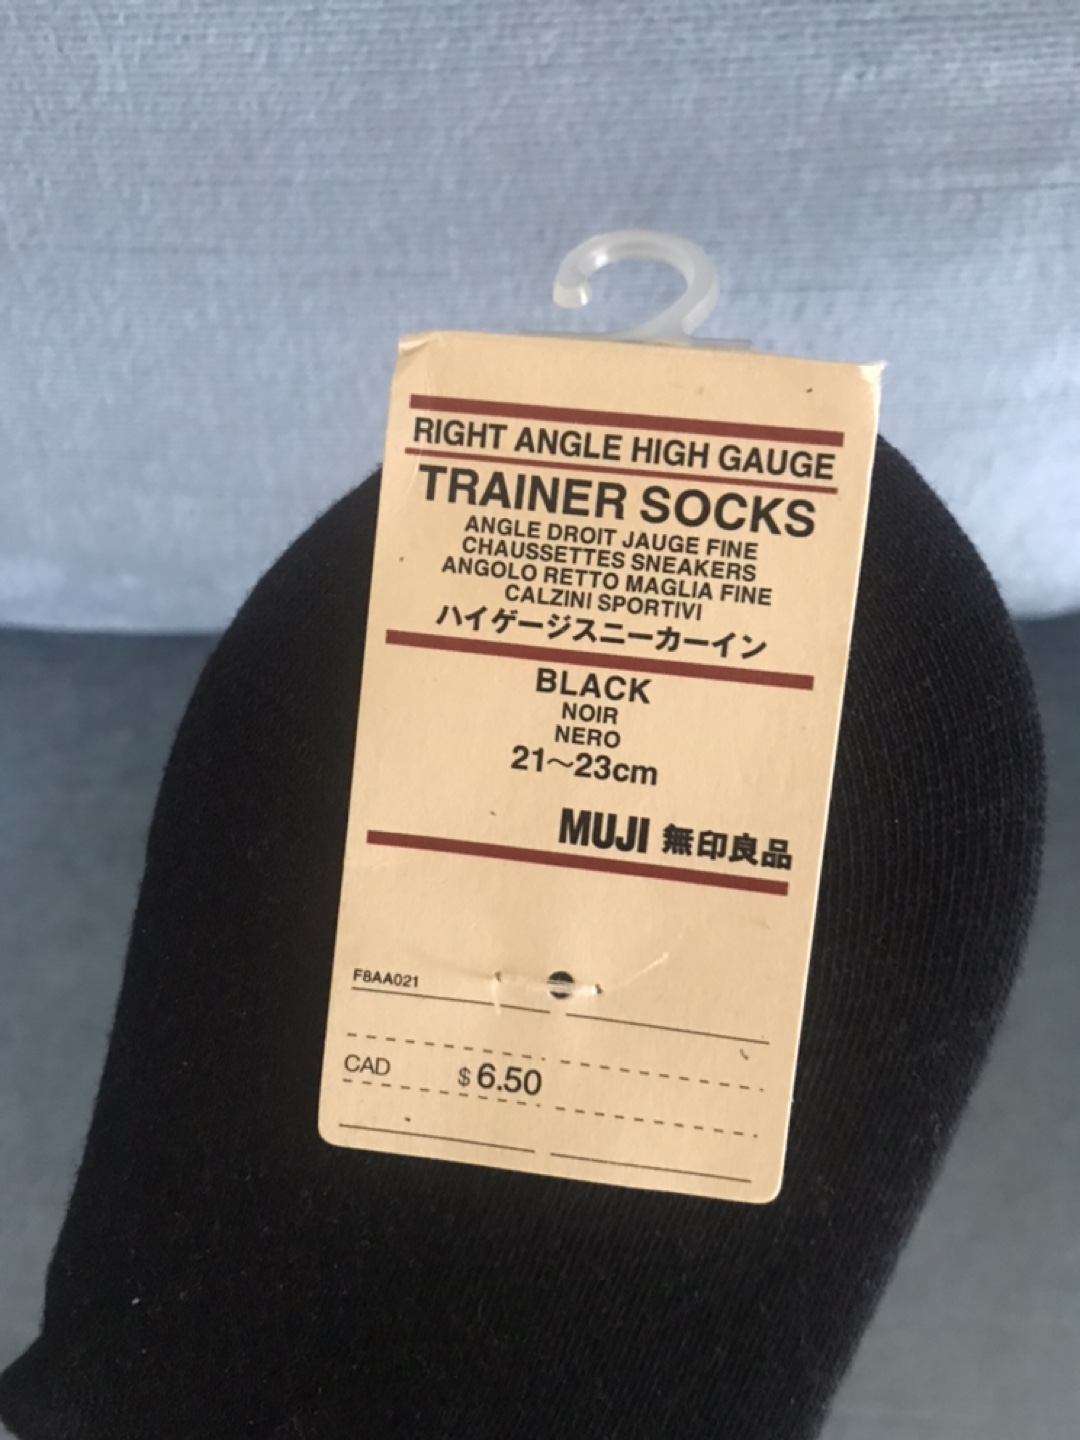 RIGHT ANGLE HIGH GAUGE
TRAINER SOCKS
ANGLE DROIT JAUGE FINE
CHAUSSETTES SNEAKERS
ANGOLO RETTO MAGLIA FINE
CALZINI SPORTIVI
ハイゲージスニーカーイン
BLACK
NOIR
NERO
21〜23cm
MUJI 無印良品
F8AA021
CAD $ 6.50